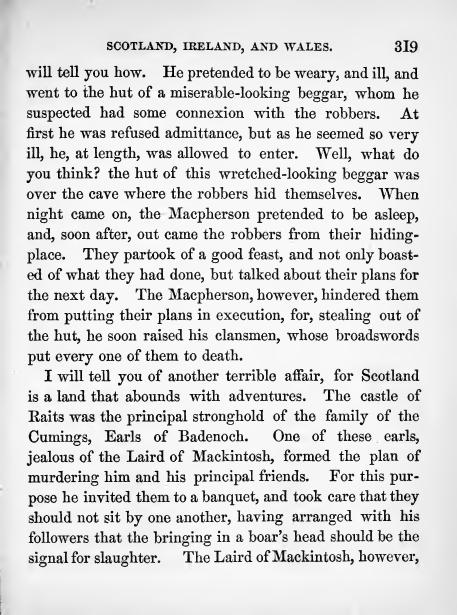 SCOTLAND, IRELAND, AND WALES. 319
will tell you how. He pretended to be weary, and ill, and
went to the hut of a miserable-looking beggar, whom he
suspected had some connexion with the robbers. At
first he was refused admittance, but as he seemed so very
ill, he, at length, was allowed to enter. Well, what do
you think? the hut of this wretched-looking beggar was
over the cave where the robbers hid themselves. When
night came on, the Macpherson pretended to be asleep,
and, soon after, out came the robbers from their hiding-
place. They partook of a good feast, and not only boast-
ed of what they had done, but talked about their plans for
the next day. The Macpherson, however, hindered them
from putting their plans in execution, for, stealing out of
the hut, he soon raised his clansmen, whose broadswords
put every one of them to death.
I will tell you of another terrible affair, for Scotland
is a land that abounds with adventures. The castle of
Raits was the principal stronghold of the family of the
Cumings, Earls of Badenoch. One of these earls,
jealous of the Laird of Mackintosh, formed the plan of
murdering him and his principal friends. For this pur-
pose he invited them to a banquet, and took care that they
should not sit by one another, having arranged with his
followers that the bringing in a boar's head should be the
signal for slaughter. The Laird of Mackintosh, however,